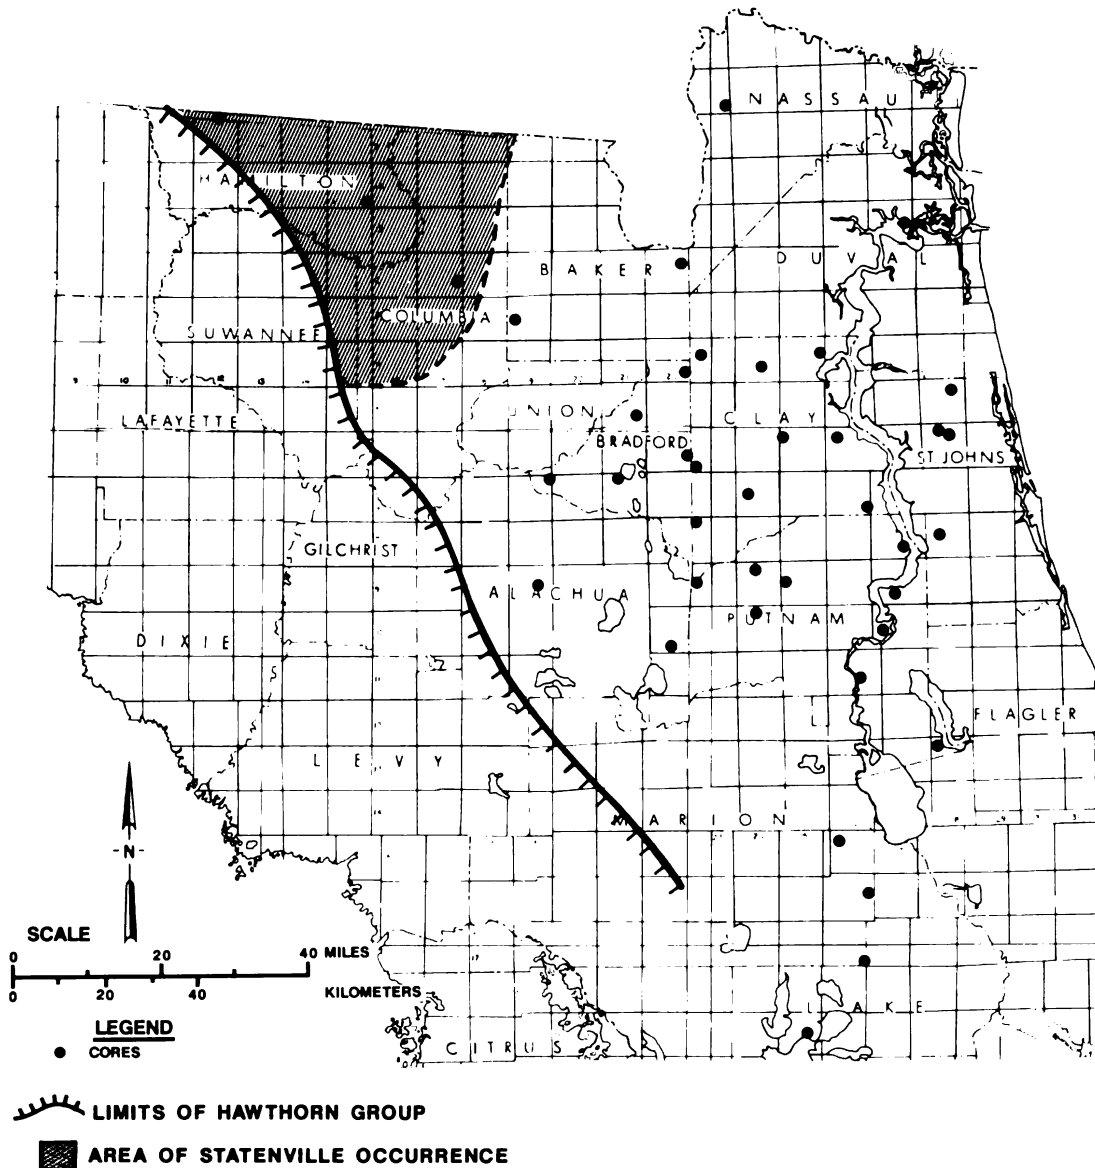 NASSAU
HAMILTON
BAKER
DUVAL
COLUMBIA
SUWANNEE
LAFAYETTE
UNION
CLAY
BRADFORD
ST JOHNS
GILCHRIST
ALACHUA
PUTNAM
DIXIE
FLAGLER
LEVY
MARION
-N-
SCALE
0 20 40 MILES
0 20 40 KILOMETERS
LAKE
LEGEND
CORES
CITRUS
LIMITS OF HAWTHORN GROUP
AREA OF STATENVILLE OCCURRENCE